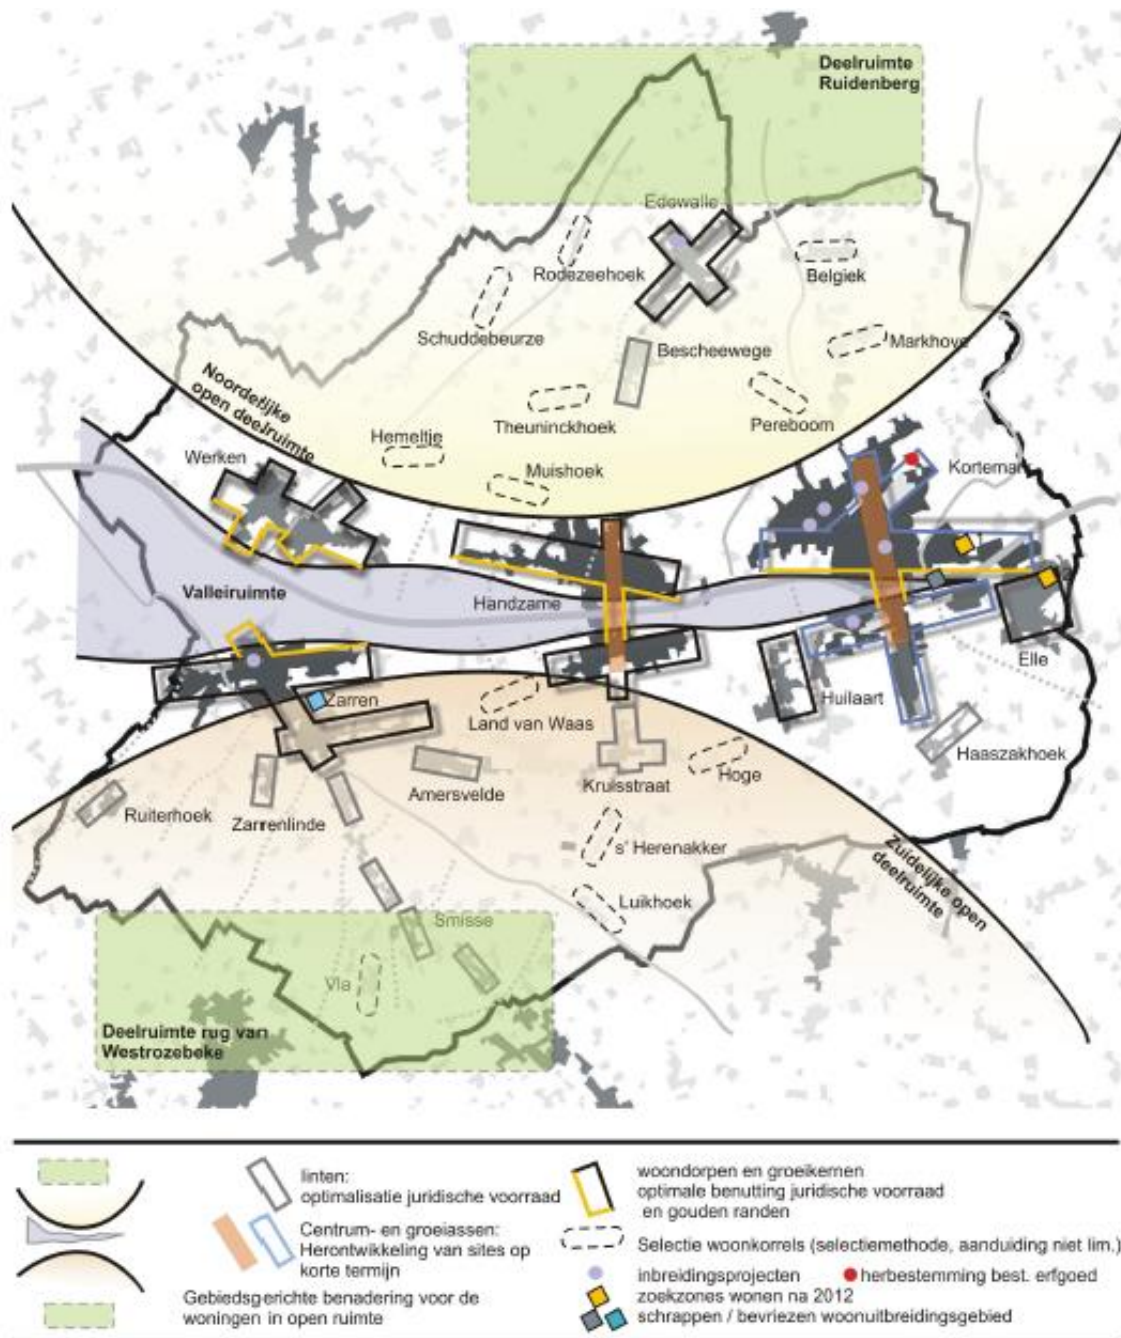 Deelruimte
Ruidenberg
Edewalle
Rodezeehoek
Belgiek
Schuddebeurze
Bescheewege
Markhove
Noordelijke
open deelruimte
Theuninckhoek
Pereboom
Hemeltje
Werken
Muishoek
Kortemark
Valleiruimte
Handzame
Elle
Zarren
Land van Waas
Huilaart
Haaszakhoek
Hoge
Kruisstraat
Amersvelde
Ruiterhoek
Zarrenlinde
s' Herenakker
Zuidelijke open
deelruimte
Luikhoek
Smisse
Vla
Deelruimte rug van
Westrozebeke
linten:
optimalisatie juridische voorraad
Centrum- en groeiassen:
Herontwikkeling van sites op
korte termijn
Gebiedsgerichte benadering voor de
woningen in open ruimte
woondorpen en groeikernen
optimale benutting juridische voorraad
en gouden randen
Selectie woonkorrels (selectiemethode, aanduiding niet lim.)
inbreidingsprojecten
herbestemming best. erfgoed
zoekzones wonen na 2012
schrappen / bevriezen woonuitbreidingsgebied